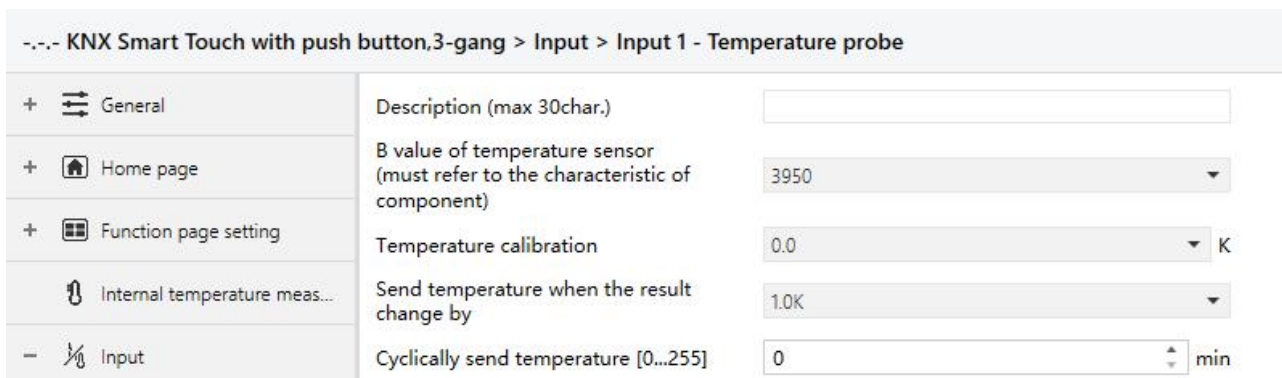 -.-.- KNX Smart Touch with push button,3-gang > Input > Input 1 - Temperature probe
+ General
+ Home page
+ Function page setting
Internal temperature meas...
− Input
Description (max 30char.)
B value of temperature sensor
(must refer to the characteristic of
component)
3950
Temperature calibration
0.0 K
Send temperature when the result
change by
1.0K
Cyclically send temperature [0...255]
0 min